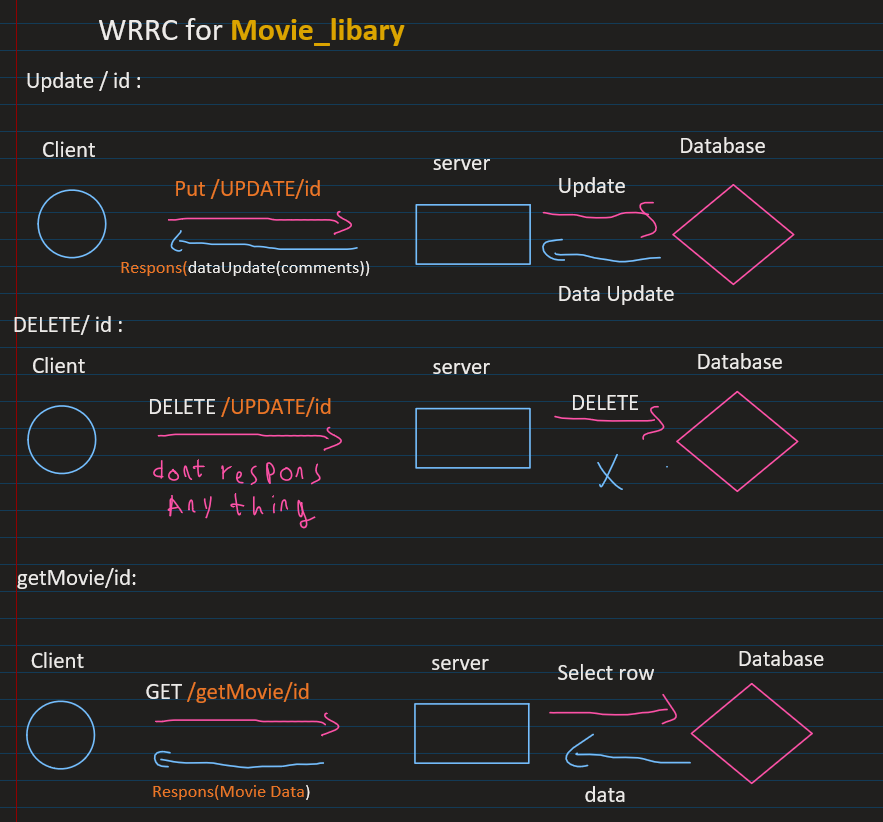 WRRC for Movie_libary
Update / id :
Client
server
Database
Put /UPDATE/id
Update
Respons(dataUpdate(comments))
Data Update
DELETE/ id :
Client
server
Database
DELETE /UPDATE/id
DELETE
dont respons
Any thing
X
getMovie/id:
Client
server
Database
GET /getMovie/id
Select row
Respons(Movie Data)
data